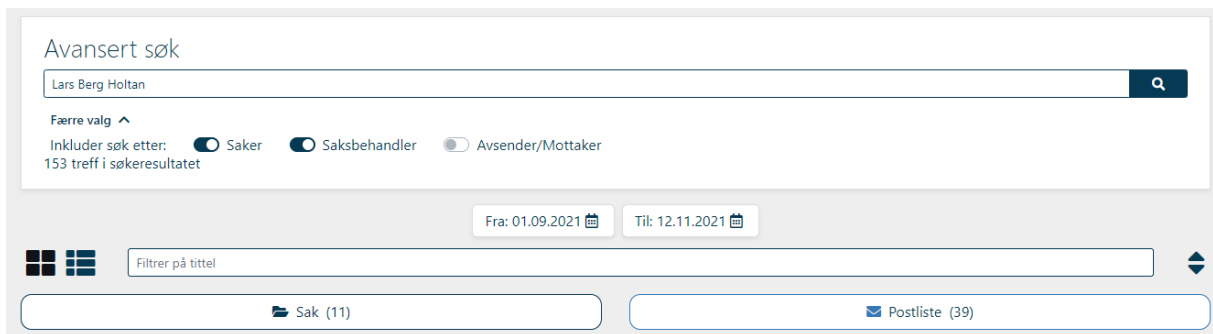 Avansert søk
Lars Berg Holtan
Færre valg
Inkluder søk etter: Saker Saksbehandler Avsender/Mottaker
153 treff i søkeresultatet
Fra: 01.09.2021 Til: 12.11.2021
Filtrer på tittel
Sak (11) Postliste (39)